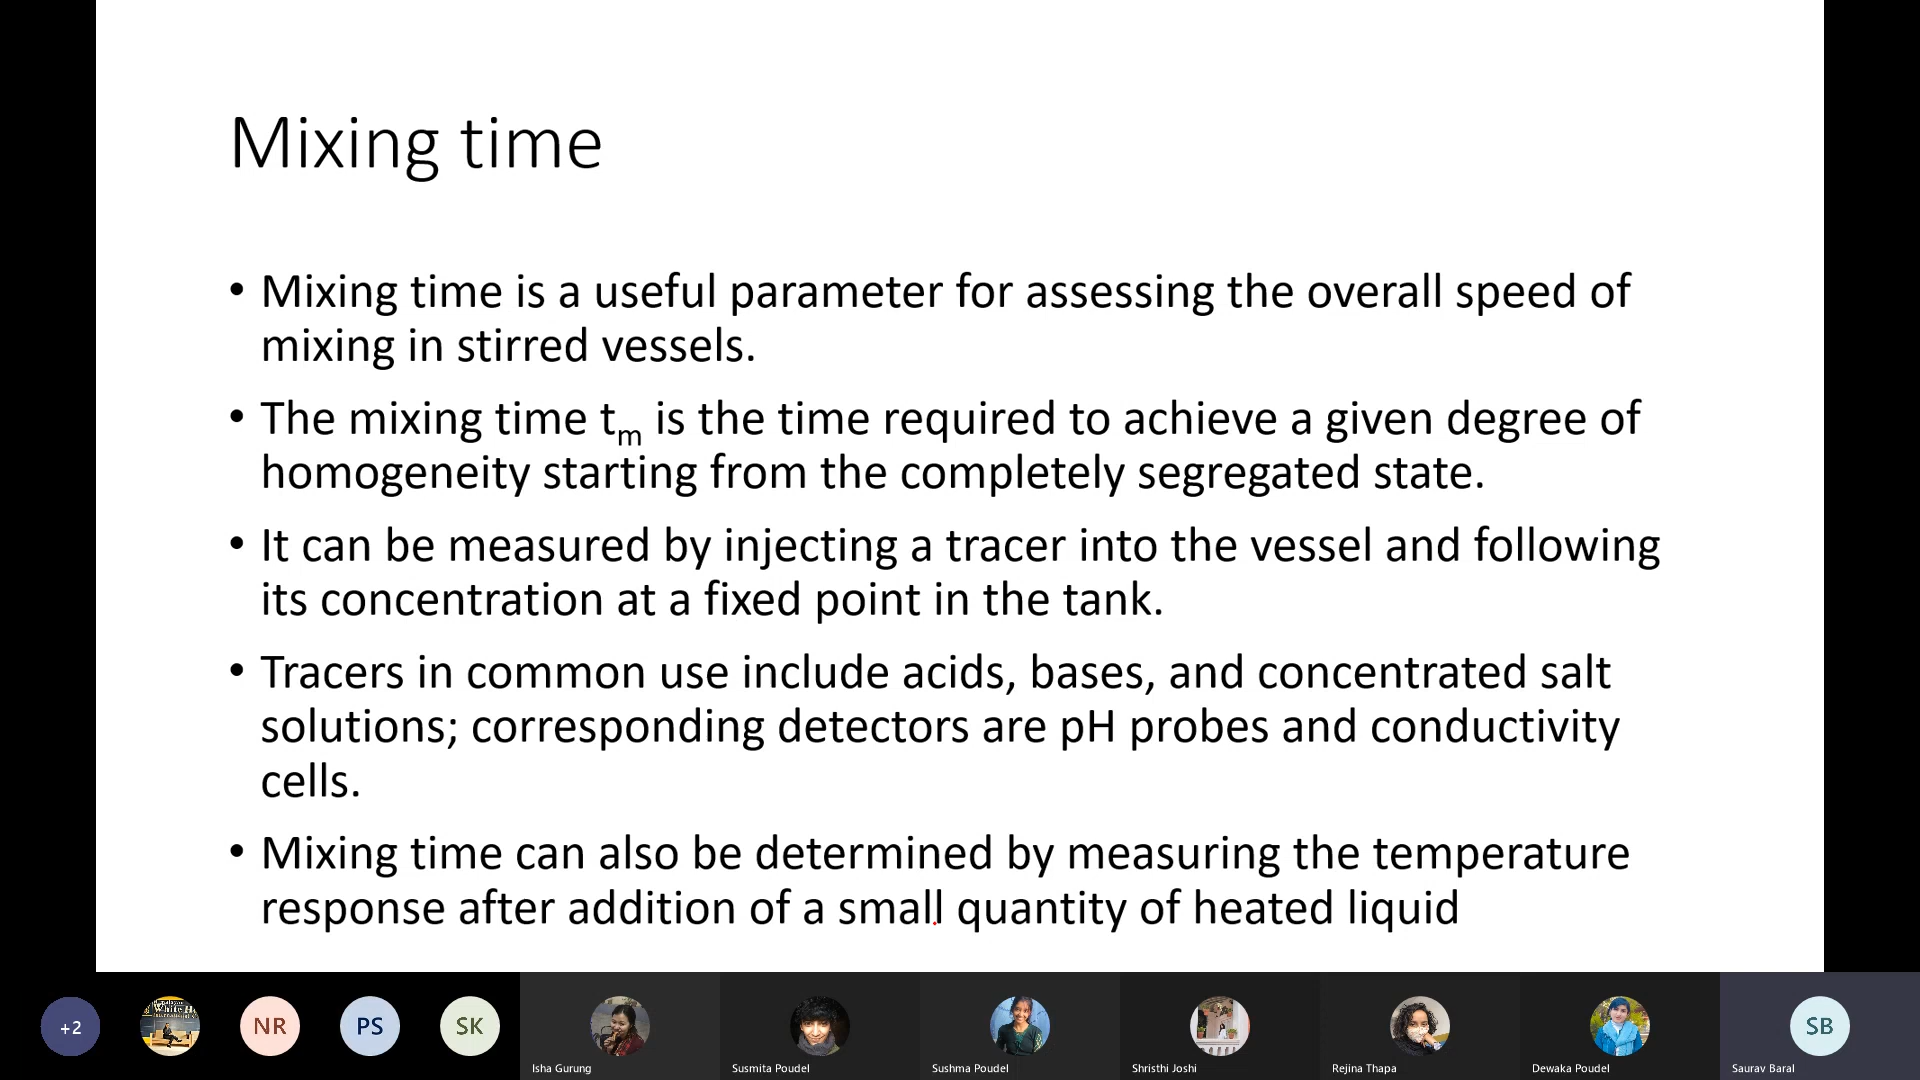 Mixing time
• Mixing time is a useful parameter for assessing the overall speed of
mixing in stirred vessels.
• The mixing time tm is the time required to achieve a given degree of
homogeneity starting from the completely segregated state.
• It can be measured by injecting a tracer into the vessel and following
its concentration at a fixed point in the tank.
• Tracers in common use include acids, bases, and concentrated salt
solutions; corresponding detectors are pH probes and conductivity
cells.
• Mixing time can also be determined by measuring the temperature
response after addition of a small quantity of heated liquid
+2
White H
NR
PS
SK
SB
Isha Gurung
Susmita Poudel
Sushma Poudel
Shristhi Joshi
Rejina Thapa
Dewaka Poudel
Saurav Baral